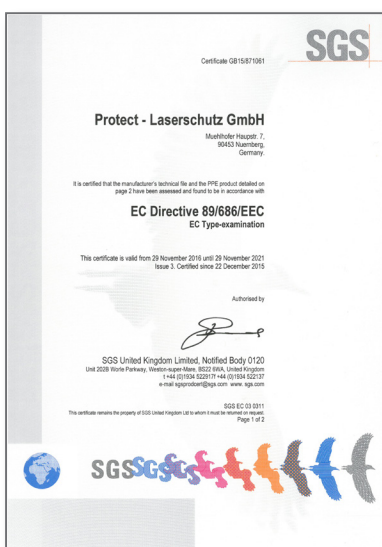 SGS
Certificate GB15/871061
Protect - Laserschutz GmbH
Muehlhofer Haupstr. 7,
90453 Nuernberg,
Germany.
It is certified that the manufacturer's technical file and the PPE product detailed on
page 2 have been assessed and found to be in accordance with
EC Directive 89/686/EEC
EC Type-examination
This certificate is valid from 29 November 2016 until 29 November 2021
Issue 3. Certified since 22 December 2015
Authorised by
SGS United Kingdom Limited, Notified Body 0120
Unit 202B Worle Parkway, Weston-super-Mare, BS22 6WA, United Kingdom
t +44 (0)1934 522917f +44 (0)1934 522137
e-mail sgsprodcert@sgs.com www. sgs.com
SGS EC 03 0311
This certificate remains the property of SGS United Kingdom Ltd to whom it must be returned on request.
Page 1 of 2
SGSSGSGS